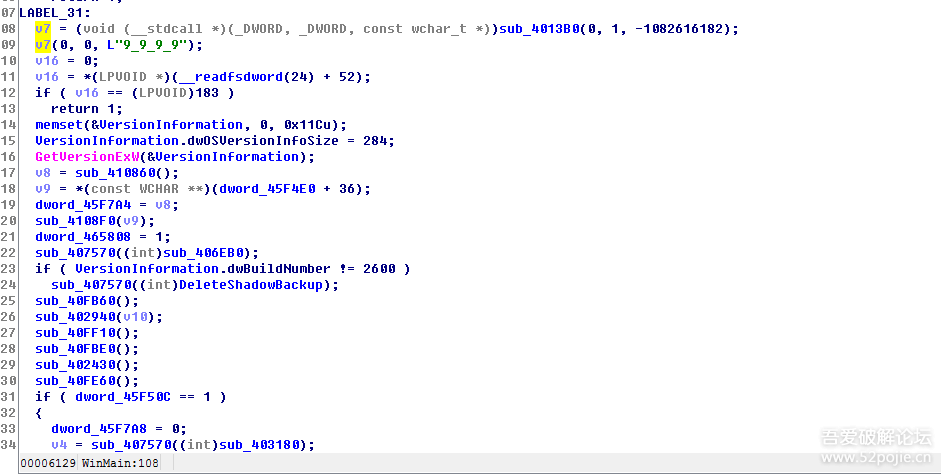 07 LABEL_31:
08 v7 = (void (__stdcall *)(_DWORD, _DWORD, const wchar_t *))sub_4013B0(0, 1, -1082616182);
09 v7(0, 0, L"9_9_9_9");
10 v16 = 0;
11 v16 = *(LPVOID *)(__readfsdword(24) + 52);
12 if ( v16 == (LPVOID)183 )
13 return 1;
14 memset(&VersionInformation, 0, 0x11Cu);
15 VersionInformation.dwOSVersionInfoSize = 284;
16 GetVersionExW(&VersionInformation);
17 v8 = sub_410860();
18 v9 = *(const WCHAR **)(dword_45F4E0 + 36);
19 dword_45F7A4 = v8;
20 sub_4108F0(v9);
21 dword_465808 = 1;
22 sub_407570((int)sub_406EB0);
23 if ( VersionInformation.dwBuildNumber != 2600 )
24 sub_407570((int)DeleteShadowBackup);
25 sub_40FB60();
26 sub_402940(v10);
27 sub_40FF10();
28 sub_40FBE0();
29 sub_402430();
30 sub_40FE60();
31 if ( dword_45F50C == 1 )
32 {
33 dword_45F7A8 = 0;
34 v4 = sub_407570((int)sub_403180);
00006129 WinMain:108
吾爱破解论坛
www.52pojie.cn